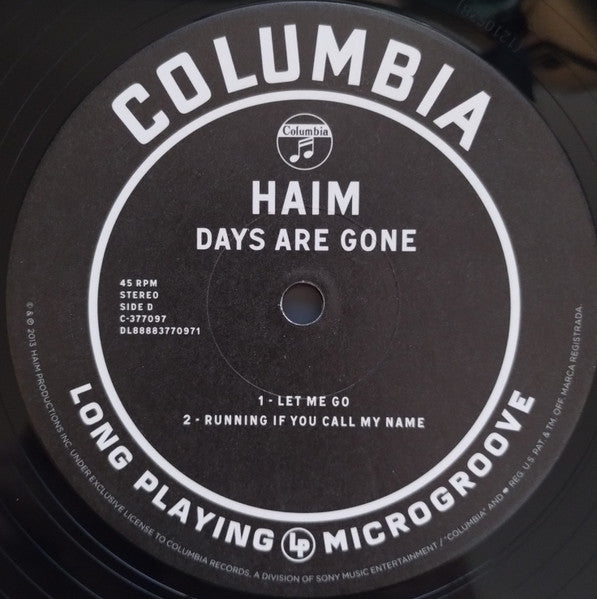 COLUMBIA
Columbia
HAIM
DAYS ARE GONE
45 RPM
STEREO
SIDE D
C-377097
DL88883770971
1 - LET ME GO
2 - RUNNING IF YOU CALL MY NAME
LONG PLAYING LP MICROGROOVE
℗ & © 2013 HAIM PRODUCTIONS INC. UNDER EXCLUSIVE LICENSE TO COLUMBIA RECORDS, A DIVISION OF SONY MUSIC ENTERTAINMENT / "COLUMBIA" AND ♥ REG. U.S. PAT. & TM. OFF. MARCA REGISTRADA.